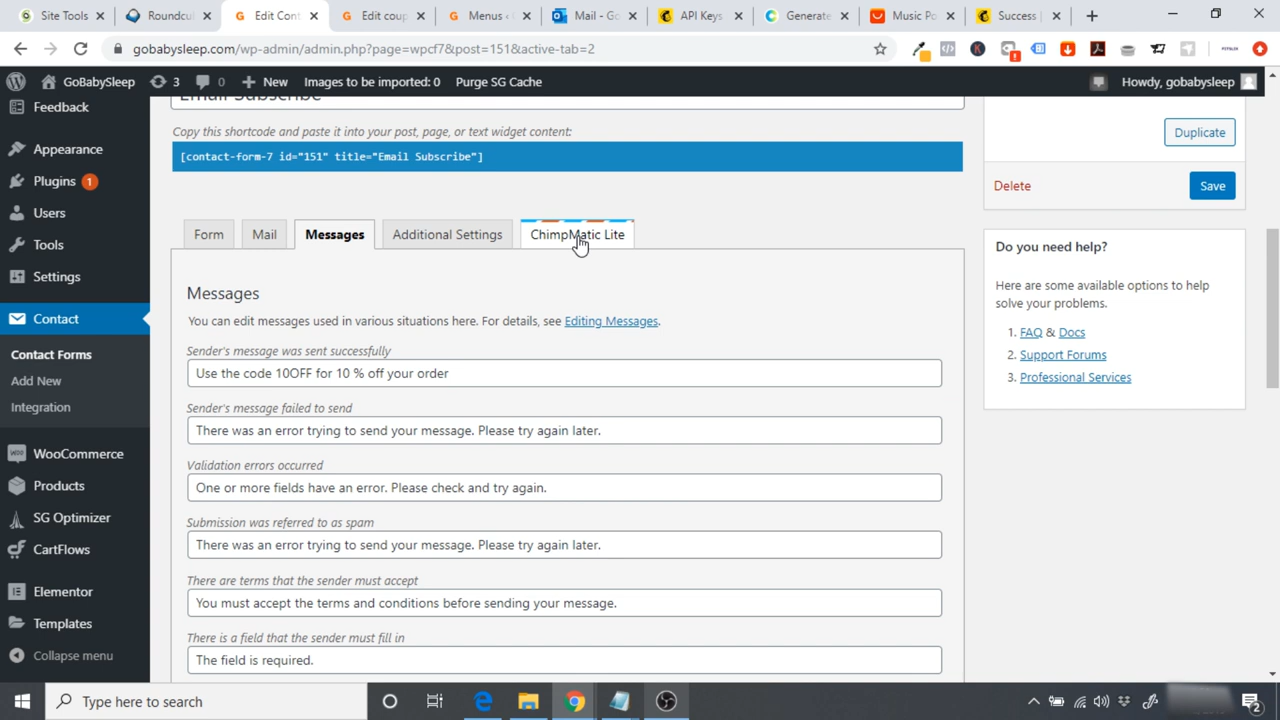 Site Tools
Roundcul
Edit Cont
Edit coup
Menus ‹
Mail - Go
API Keys
Generate
Music Po
Success |
gobabysleep.com/wp-admin/admin.php?page=wpcf7&post=151&active-tab=2
GoBabySleep
3
0
New
Images to be imported: 0
Purge SG Cache
Howdy, gobabysleep
Feedback
Appearance
Plugins 1
Users
Tools
Settings
Contact
Contact Forms
Add New
Integration
WooCommerce
Products
SG Optimizer
CartFlows
Elementor
Templates
Collapse menu
Email Subscribe
Copy this shortcode and paste it into your post, page, or text widget content:
[contact-form-7 id="151" title="Email Subscribe"]
Form
Mail
Messages
Additional Settings
ChimpMatic Lite
Messages
You can edit messages used in various situations here. For details, see Editing Messages.
Sender's message was sent successfully
Use the code 10OFF for 10 % off your order
Sender's message failed to send
There was an error trying to send your message. Please try again later.
Validation errors occurred
One or more fields have an error. Please check and try again.
Submission was referred to as spam
There was an error trying to send your message. Please try again later.
There are terms that the sender must accept
You must accept the terms and conditions before sending your message.
There is a field that the sender must fill in
The field is required.
Duplicate
Delete
Save
Do you need help?
Here are some available options to help
solve your problems.
1. FAQ & Docs
2. Support Forums
3. Professional Services
Type here to search
2